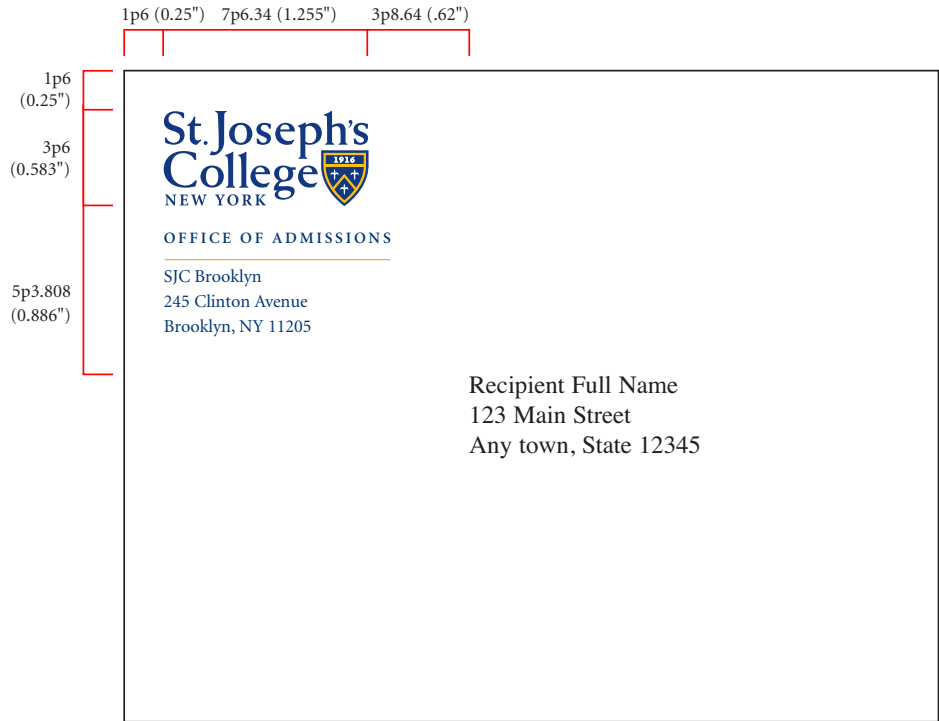 1p6 (0.25") 7p6.34 (1.255") 3p8.64 (.62")
1p6
(0.25")
3p6
(0.583")
5p3.808
(0.886")
St. Joseph's
College
1916
NEW YORK
OFFICE OF ADMISSIONS
SJC Brooklyn
245 Clinton Avenue
Brooklyn, NY 11205
Recipient Full Name
123 Main Street
Any town, State 12345